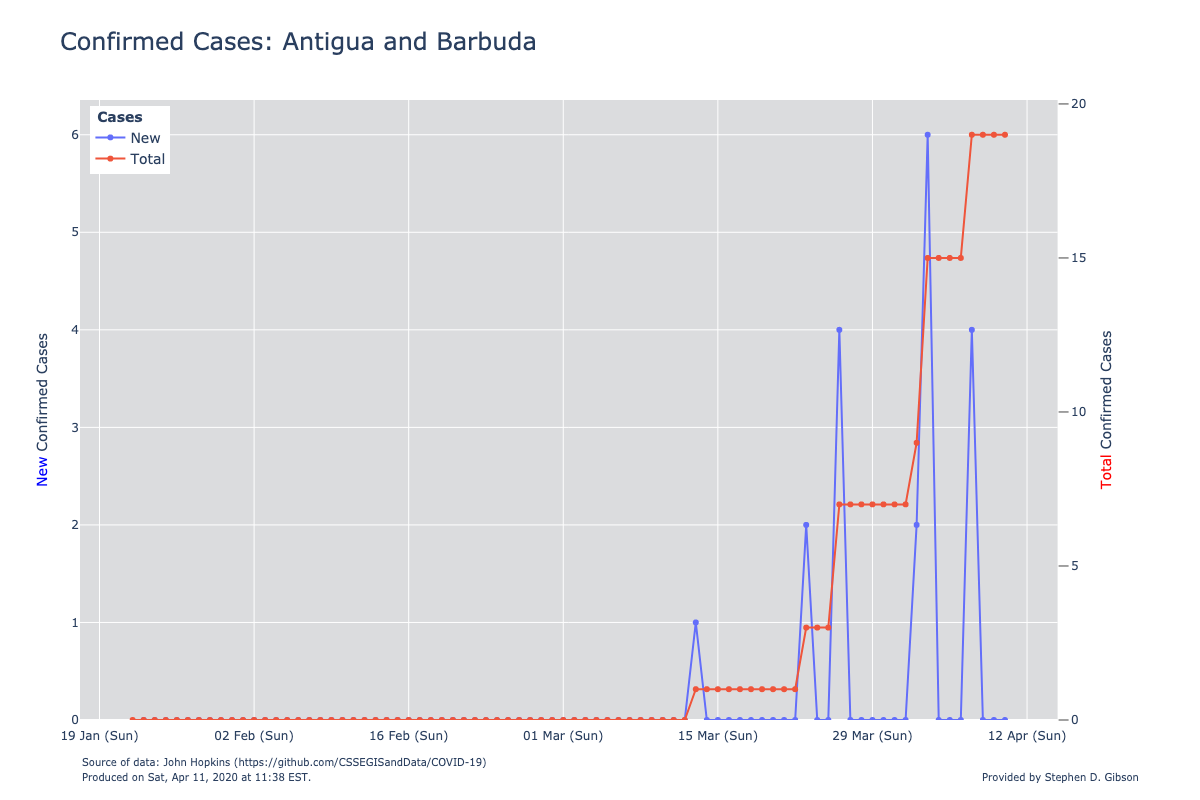 Confirmed Cases: Antigua and Barbuda
Cases
New
Total
6
5
4
3
2
1
0
20
15
10
5
0
New Confirmed Cases
Total Confirmed Cases
19 Jan (Sun)
02 Feb (Sun)
16 Feb (Sun)
01 Mar (Sun)
15 Mar (Sun)
29 Mar (Sun)
12 Apr (Sun)
Source of data: John Hopkins (https://github.com/CSSEGISandData/COVID-19)
Produced on Sat, Apr 11, 2020 at 11:38 EST.
Provided by Stephen D. Gibson